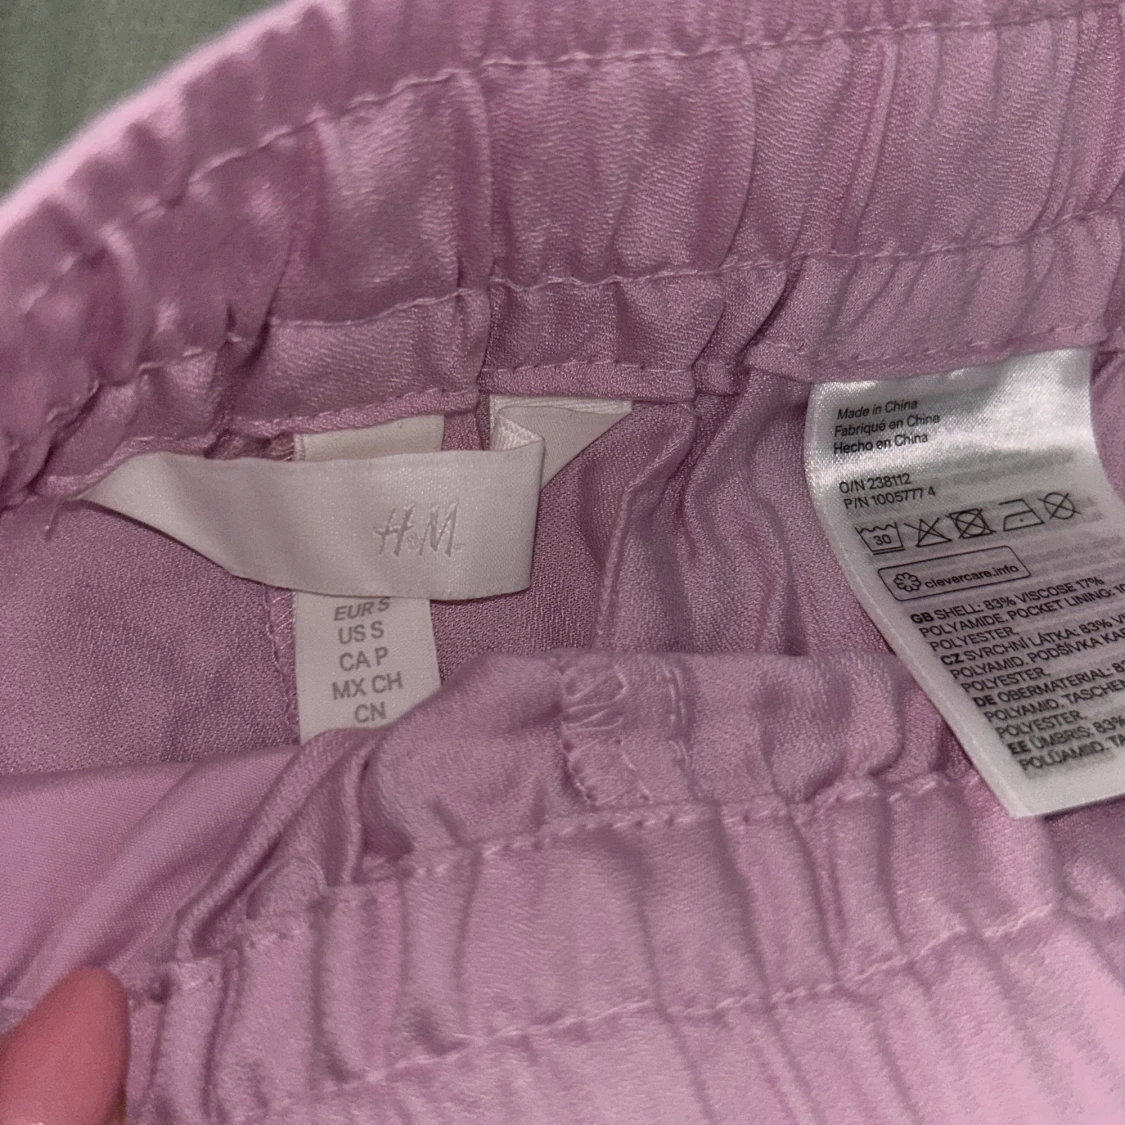 H&M
EUR S
US S
CA P
MX CH
CN
Made in China
Fabriqué en Chine
Hecho en China
O/N 238112
P/N 1005777 4
30
clevercare.info
GB SHELL: 83% VISCOSE 17%
POLYAMIDE, POCKET LINING: 10
POLYESTER.
CZ SVRCHNÍ LÁTKA: 83%
POLYAMID, PODŠÍVKA
POLYESTER.
DE OBERMATERIAL:
POLYAMID,
POLYESTER.
EE ÜMBRIS: 83%
POLÜAMIID,